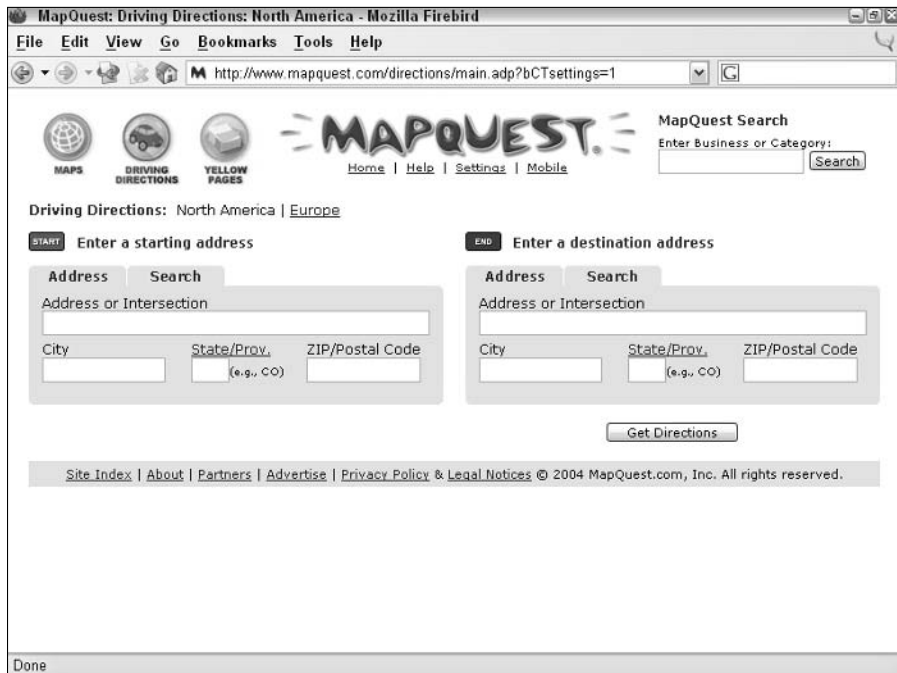 MapQuest: Driving Directions: North America - Mozilla Firebird
File Edit View Go Bookmarks Tools Help
M http://www.mapquest.com/directions/main.adp?bCTsettings=1 G
MAPS
DRIVING DIRECTIONS
YELLOW PAGES
MAPQUEST.
Home | Help | Settings | Mobile
MapQuest Search
Enter Business or Category:
Search
Driving Directions: North America | Europe
START Enter a starting address
Address Search
Address or Intersection
City State/Prov. ZIP/Postal Code
(e.g., CO)
END Enter a destination address
Address Search
Address or Intersection
City State/Prov. ZIP/Postal Code
(e.g., CO)
Get Directions
Site Index | About | Partners | Advertise | Privacy Policy & Legal Notices © 2004 MapQuest.com, Inc. All rights reserved.
Done